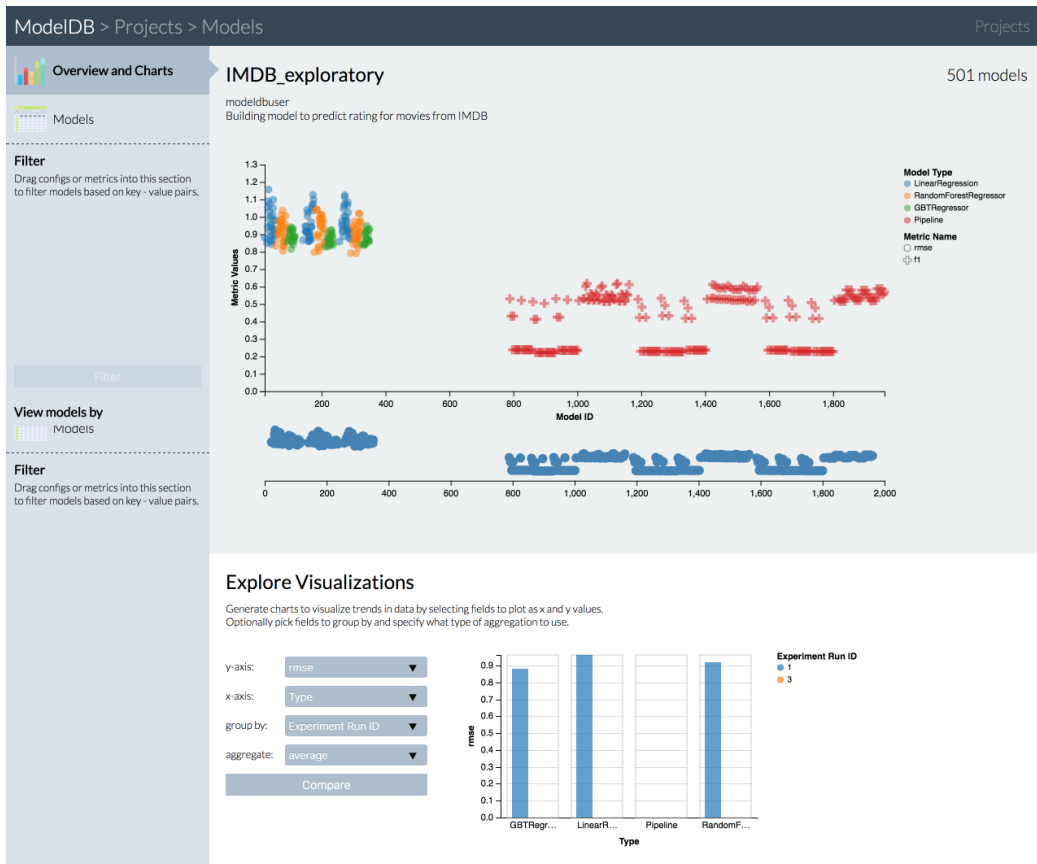 ModelDB > Projects > Models
Projects
Overview and Charts
Models
Filter
Drag configs or metrics into this section
to filter models based on key - value pairs.
Filter
View models by
Models
Filter
Drag configs or metrics into this section
to filter models based on key - value pairs.
IMDB_exploratory
501 models
modeldbuser
Building model to predict rating for movies from IMDB
1.3
1.2
1.1
1.0
0.9
0.8
0.7
0.6
0.5
0.4
0.3
0.2
0.1
0.0
Metric Values
200 400 600 800 1,000 1,200 1,400 1,600 1,800
Model ID
Model Type
LinearRegression
RandomForestRegressor
GBTRegressor
Pipeline
Metric Name
rmse
f1
0 200 400 600 800 1,000 1,200 1,400 1,600 1,800 2,000
Explore Visualizations
Generate charts to visualize trends in data by selecting fields to plot as x and y values.
Optionally pick fields to group by and specify what type of aggregation to use.
y-axis: rmse
x-axis: Type
group by: Experiment Run ID
aggregate: average
Compare
0.9
0.8
0.7
0.6
0.5
0.4
0.3
0.2
0.1
0.0
rmse
GBTRegr... LinearR... Pipeline RandomF...
Type
Experiment Run ID
1
3